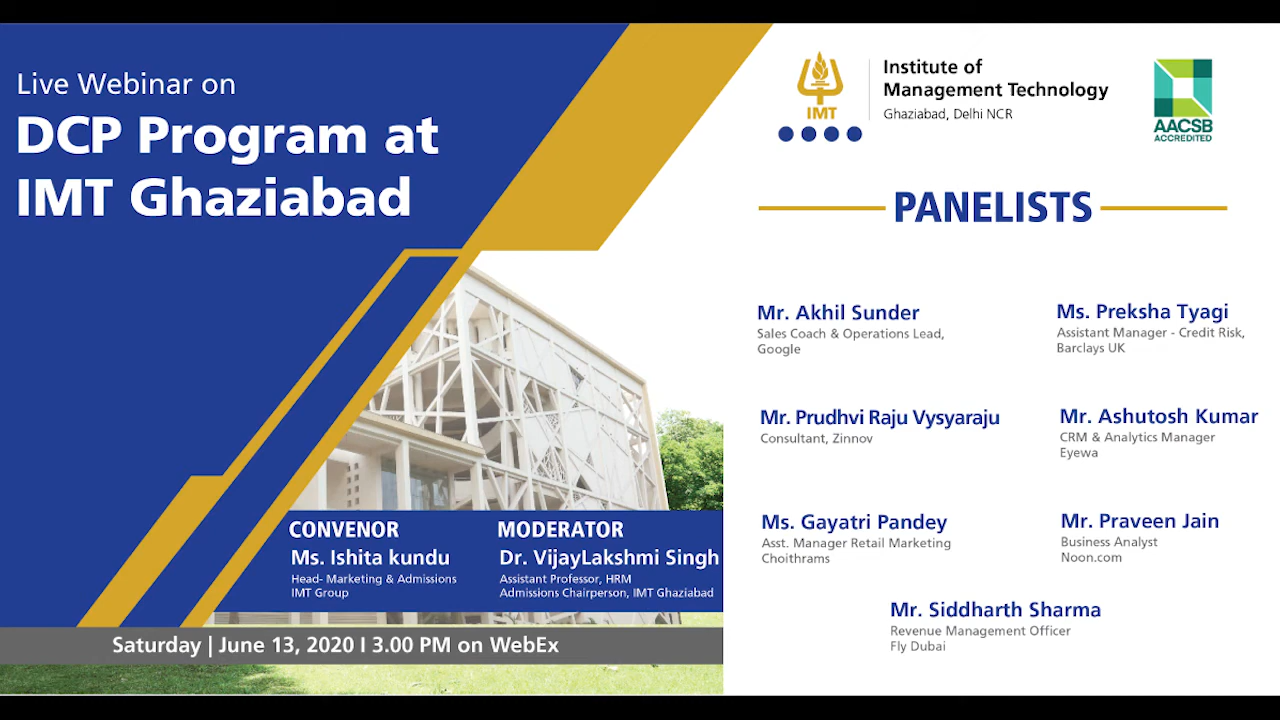 Live Webinar on
DCP Program at
IMT Ghaziabad
IMT
Institute of
Management Technology
Ghaziabad, Delhi NCR
AACSB
ACCREDITED
PANELISTS
Mr. Akhil Sunder
Sales Coach & Operations Lead,
Google
Ms. Preksha Tyagi
Assistant Manager - Credit Risk,
Barclays UK
Mr. Prudhvi Raju Vysyaraju
Consultant, Zinnov
Mr. Ashutosh Kumar
CRM & Analytics Manager
Eyewa
Ms. Gayatri Pandey
Asst. Manager Retail Marketing
Choithrams
Mr. Praveen Jain
Business Analyst
Noon.com
Mr. Siddharth Sharma
Revenue Management Officer
Fly Dubai
CONVENOR
Ms. Ishita kundu
Head- Marketing & Admissions
IMT Group
MODERATOR
Dr. VijayLakshmi Singh
Assistant Professor, HRM
Admissions Chairperson, IMT Ghaziabad
Saturday | June 13, 2020 I 3.00 PM on WebEx